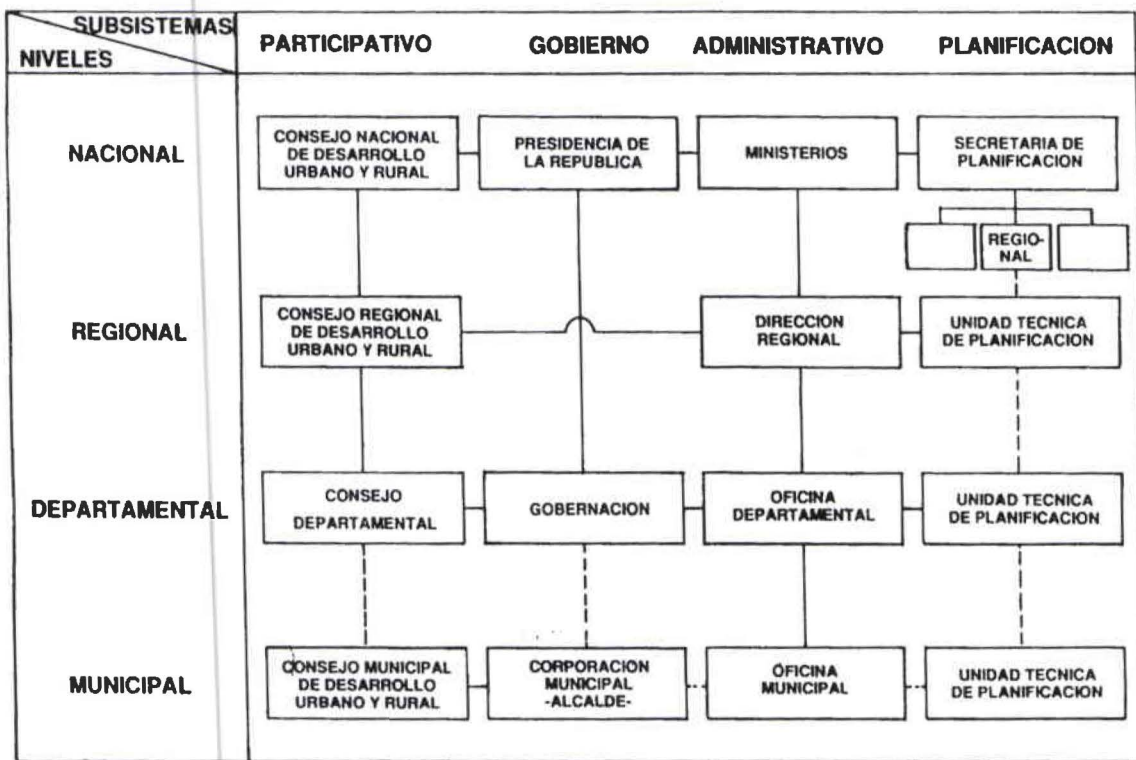 SUBSISTEMAS
NIVELES
PARTICIPATIVO
GOBIERNO
ADMINISTRATIVO
PLANIFICACION
NACIONAL
CONSEJO NACIONAL
DE DESARROLLO
URBANO Y RURAL
PRESIDENCIA DE
LA REPUBLICA
MINISTERIOS
SECRETARIA DE
PLANIFICACION
REGIO-
NAL
REGIONAL
CONSEJO REGIONAL
DE DESARROLLO
URBANO Y RURAL
DIRECCION
REGIONAL
UNIDAD TECNICA
DE PLANIFICACION
DEPARTAMENTAL
CONSEJO
DEPARTAMENTAL
GOBERNACION
OFICINA
DEPARTAMENTAL
UNIDAD TECNICA
DE PLANIFICACION
MUNICIPAL
CONSEJO MUNICIPAL
DE DESARROLLO
URBANO Y RURAL
CORPORACION
MUNICIPAL
-ALCALDE-
OFICINA
MUNICIPAL
UNIDAD TECNICA
DE PLANIFICACION